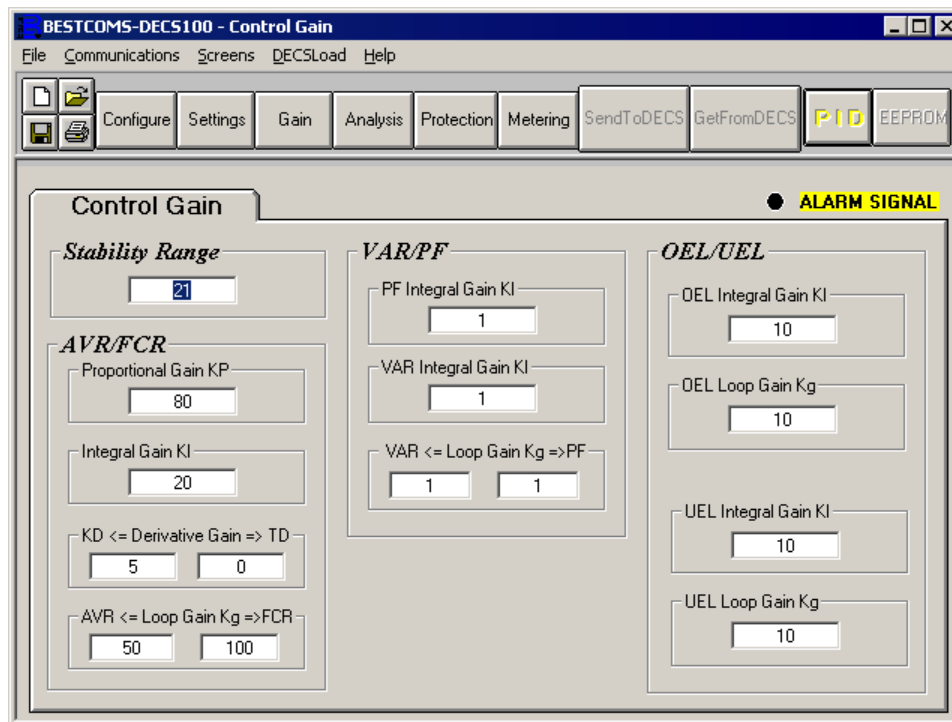 BESTCOMS-DECS100 - Control Gain
File Communications Screens DECSLoad Help
Configure Settings Gain Analysis Protection Metering SendToDECS GetFromDECS PID EEPROM
Control Gain
ALARM SIGNAL
Stability Range
21
AVR/FCR
Proportional Gain KP
80
Integral Gain KI
20
KD <= Derivative Gain => TD
5 0
AVR <= Loop Gain Kg =>FCR
50 100
VAR/PF
PF Integral Gain KI
1
VAR Integral Gain KI
1
VAR <= Loop Gain Kg =>PF
1 1
OEL/UEL
OEL Integral Gain KI
10
OEL Loop Gain Kg
10
UEL Integral Gain KI
10
UEL Loop Gain Kg
10